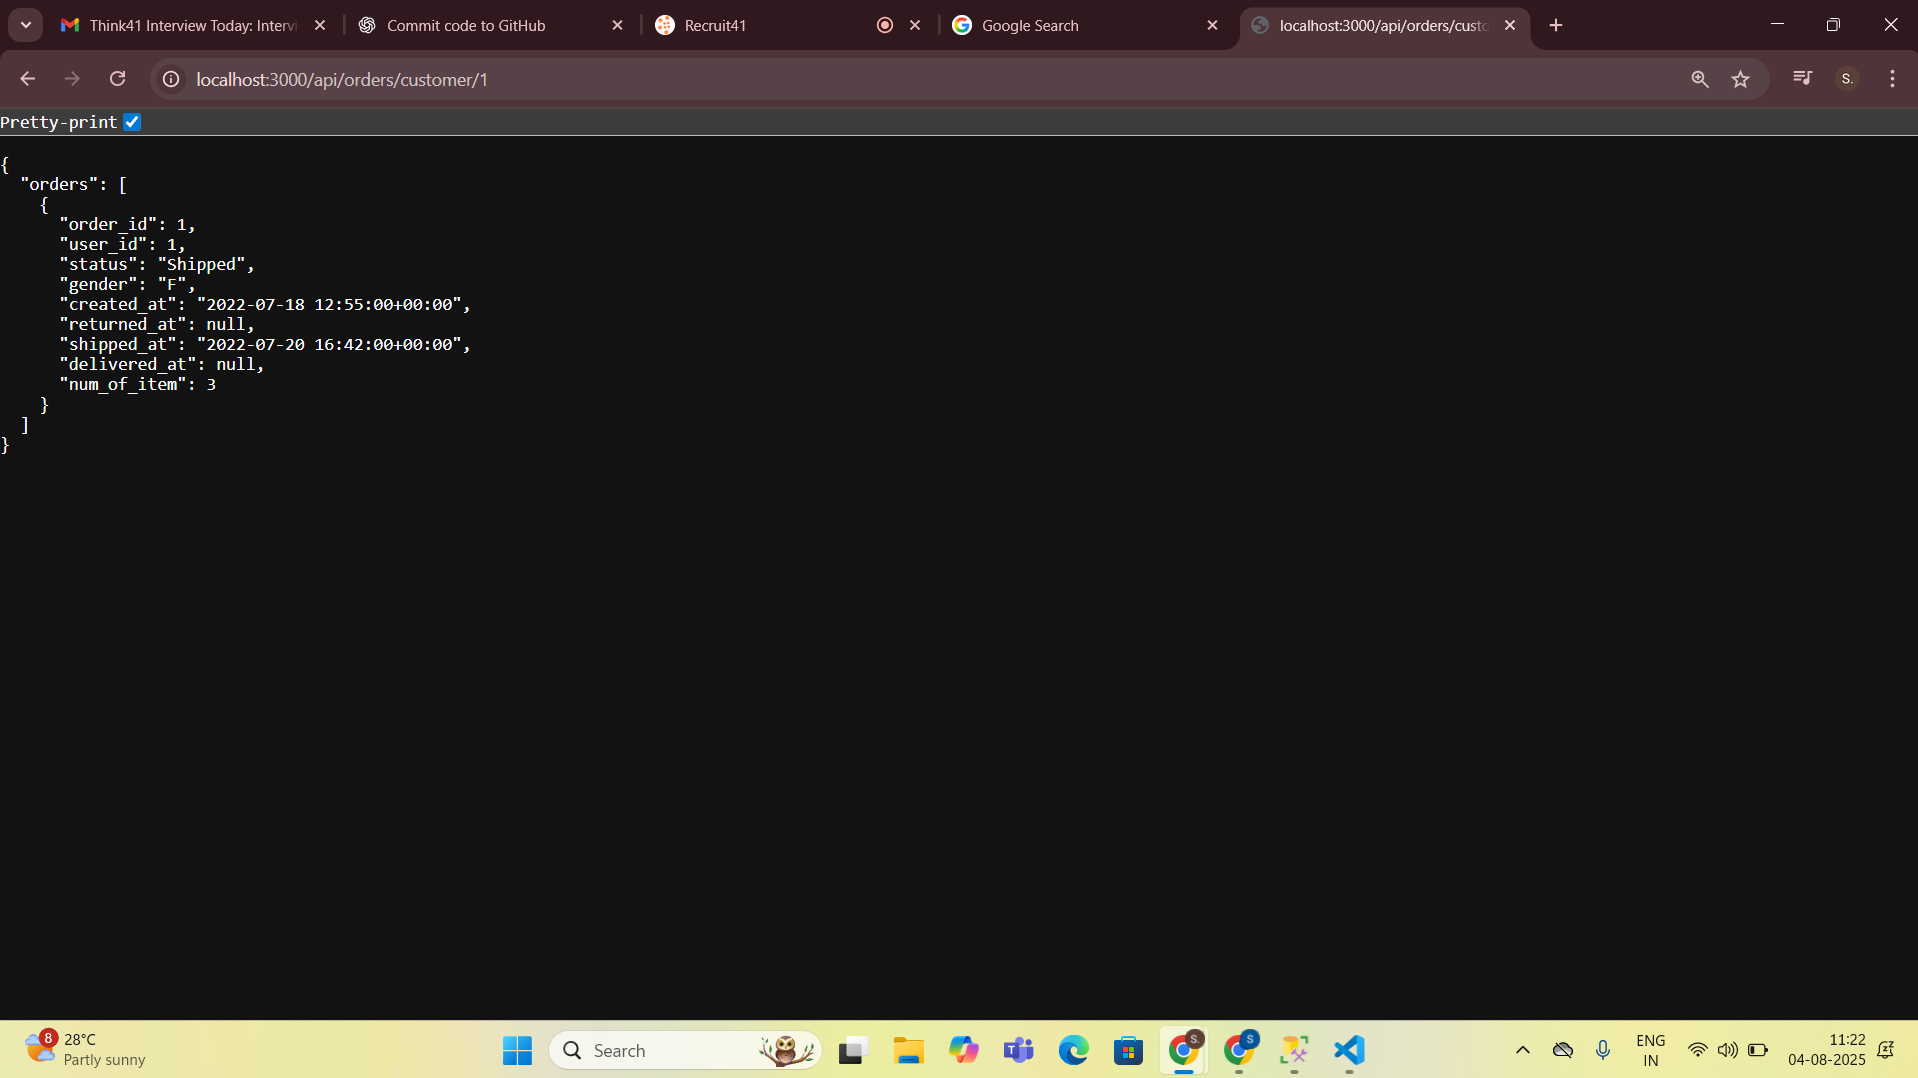 Think41 Interview Today: Intervi
Commit code to GitHub
Recruit41
Google Search
localhost:3000/api/orders/custo
localhost:3000/api/orders/customer/1
S.
Pretty-print
{
  "orders": [
    {
      "order_id": 1,
      "user_id": 1,
      "status": "Shipped",
      "gender": "F",
      "created_at": "2022-07-18 12:55:00+00:00",
      "returned_at": null,
      "shipped_at": "2022-07-20 16:42:00+00:00",
      "delivered_at": null,
      "num_of_item": 3
    }
  ]
}
8
28°C
Partly sunny
Search
S.
S
ENG
IN
11:22
04-08-2025